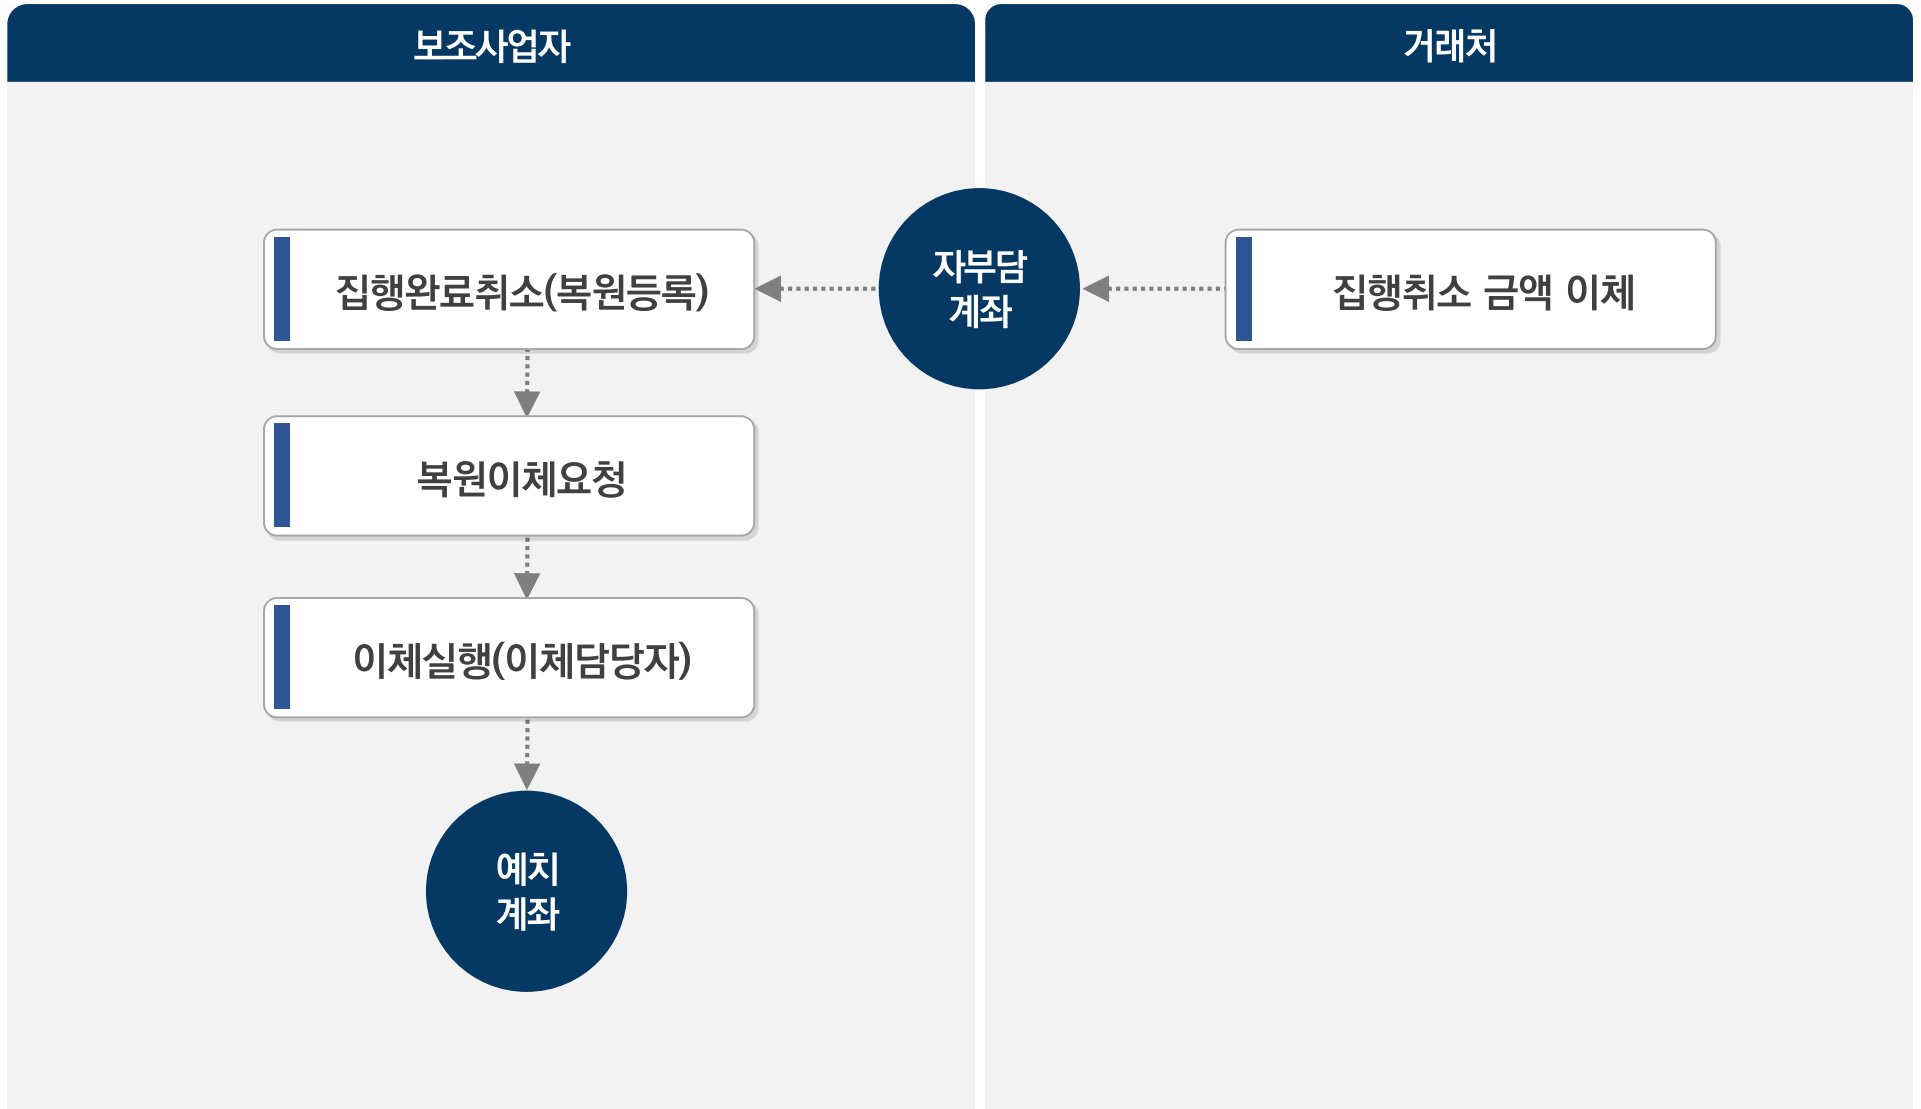 보조사업자
거래처
집행완료취소(복원등록)
자부담
계좌
집행취소 금액 이체
복원이체요청
이체실행(이체담당자)
예치
계좌